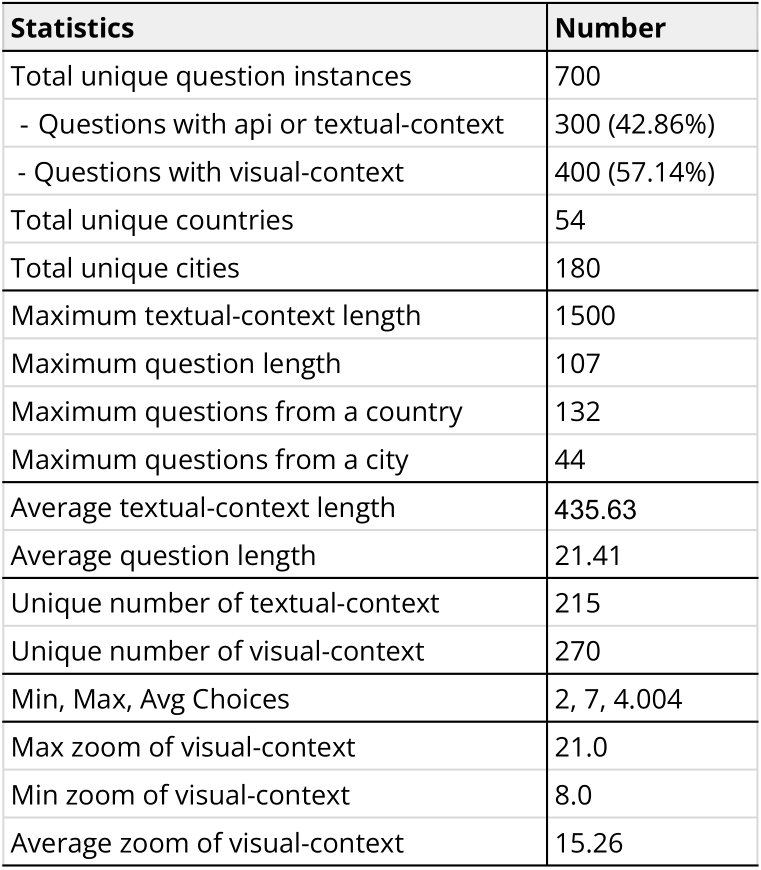 Statistics Number
Total unique question instances 700
- Questions with api or textual-context 300 (42.86%)
- Questions with visual-context 400 (57.14%)
Total unique countries 54
Total unique cities 180
Maximum textual-context length 1500
Maximum question length 107
Maximum questions from a country 132
Maximum questions from a city 44
Average textual-context length 435.63
Average question length 21.41
Unique number of textual-context 215
Unique number of visual-context 270
Min, Max, Avg Choices 2, 7, 4.004
Max zoom of visual-context 21.0
Min zoom of visual-context 8.0
Average zoom of visual-context 15.26